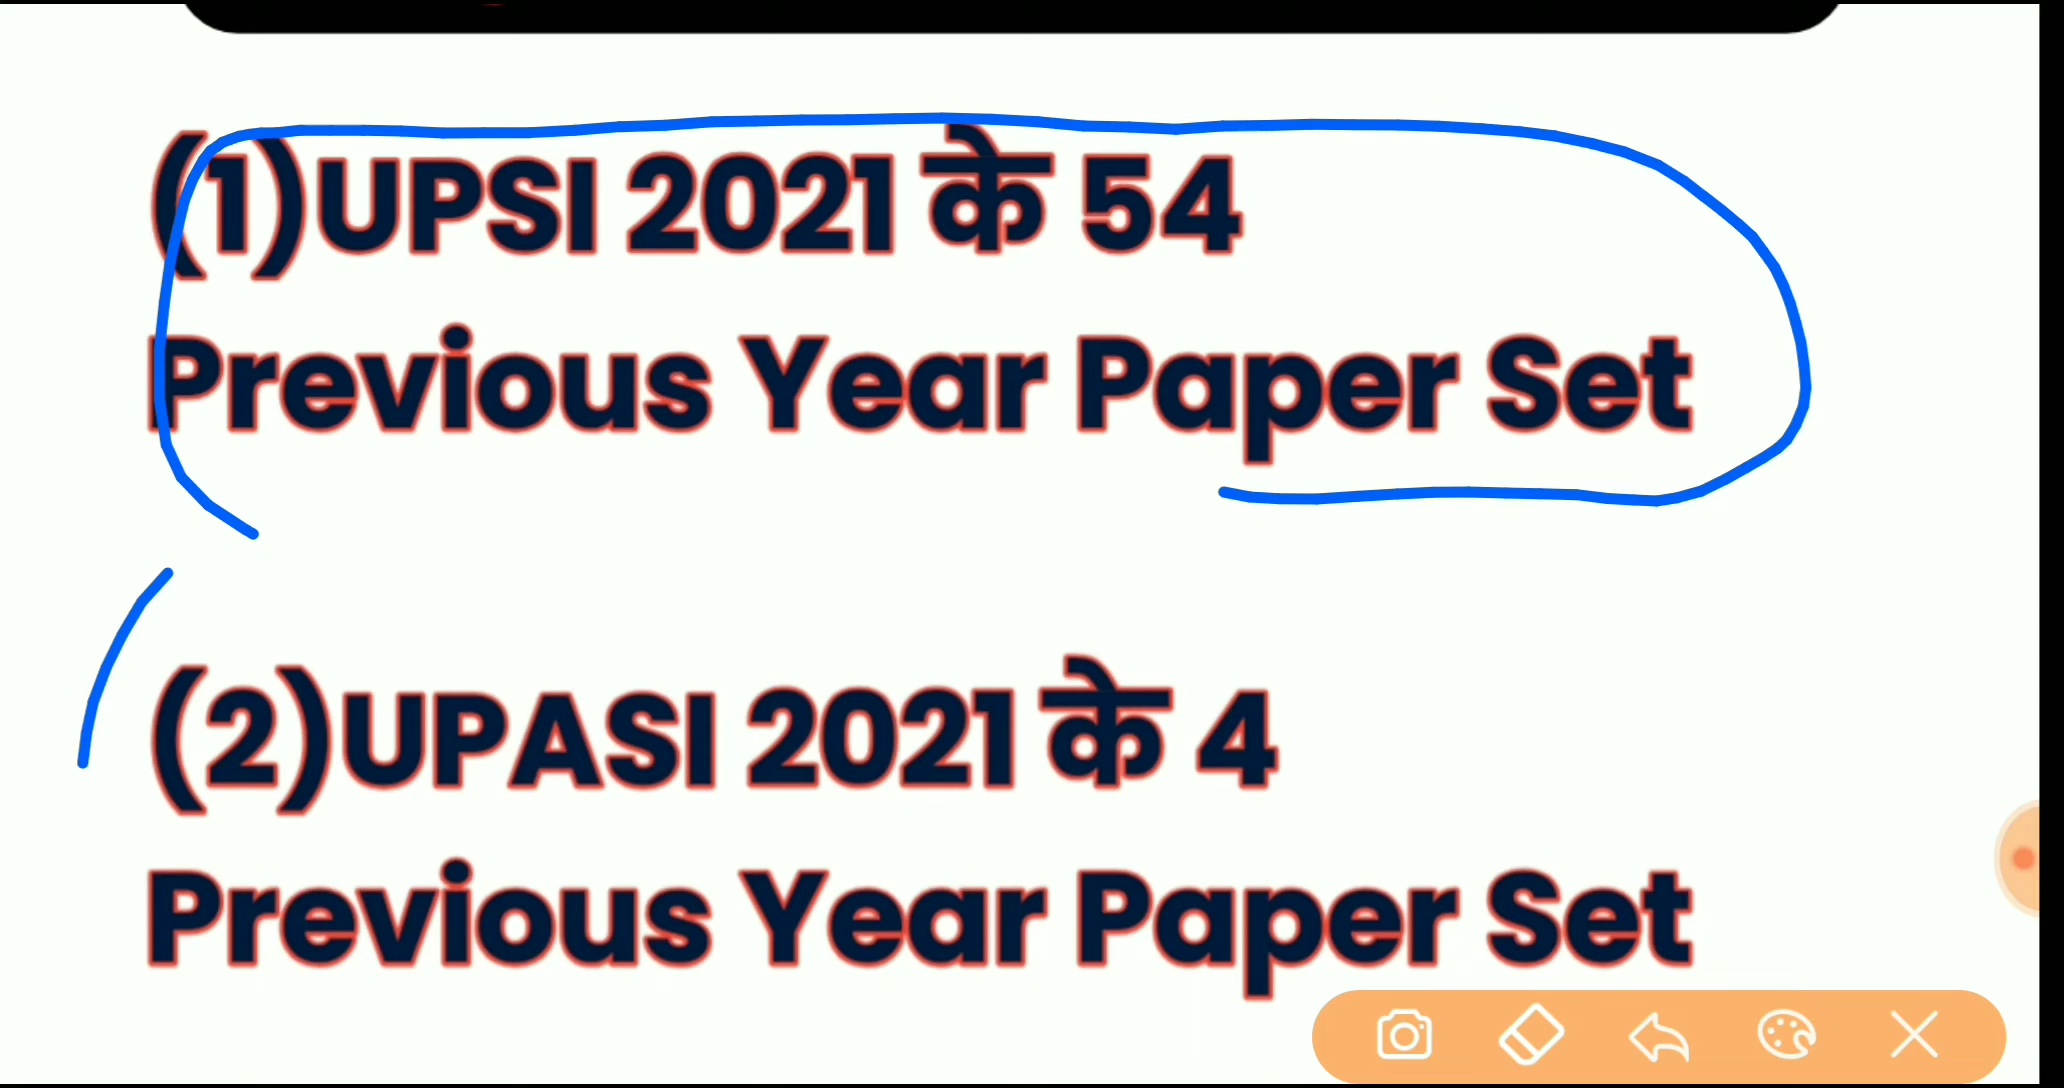 (1)UPSI 2021 के 54
Previous Year Paper Set
(2)UPASI 2021 के 4
Previous Year Paper Set